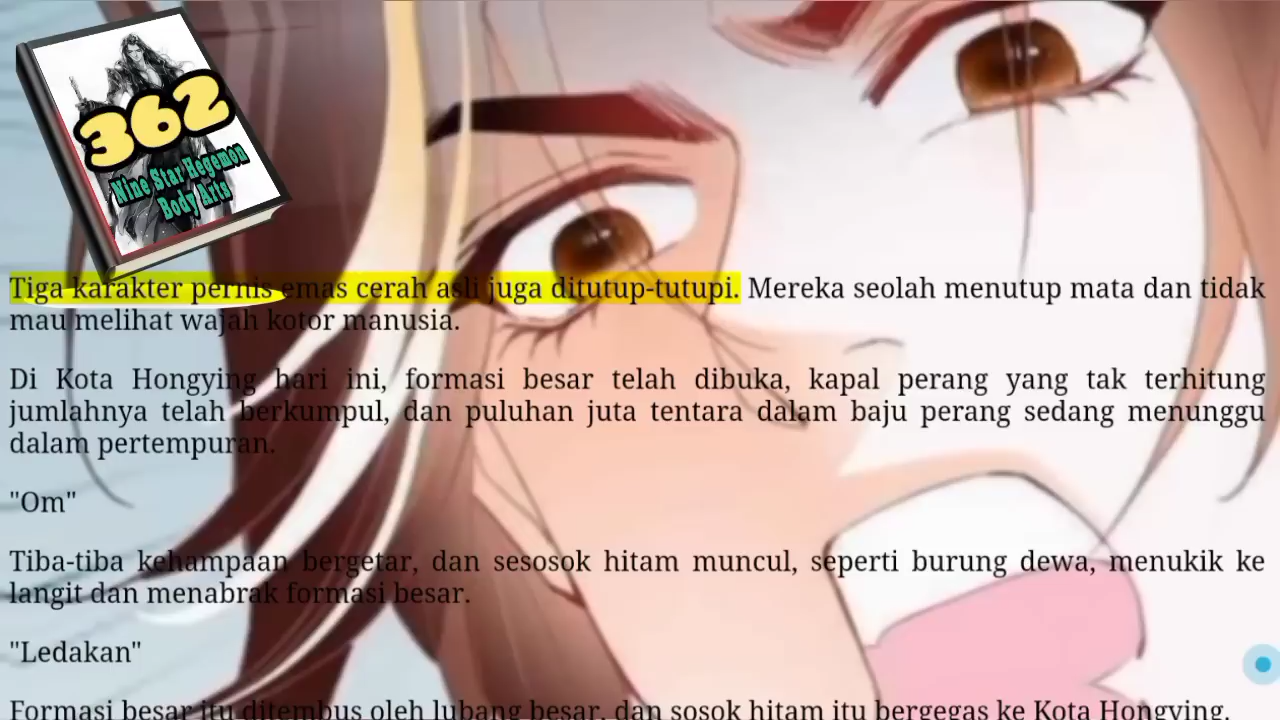 362
Nine Star Hegemon
Body Arts
Tiga karakter pernis emas cerah asli juga ditutup-tutupi. Mereka seolah menutup mata dan tidak
mau melihat wajah kotor manusia.
Di Kota Hongying hari ini, formasi besar telah dibuka, kapal perang yang tak terhitung
jumlahnya telah berkumpul, dan puluhan juta tentara dalam baju perang sedang menunggu
dalam pertempuran.
"Om"
Tiba-tiba kehampaan bergetar, dan sesosok hitam muncul, seperti burung dewa, menukik ke
langit dan menabrak formasi besar.
"Ledakan"
Formasi besar itu ditembus oleh lubang besar, dan sosok hitam itu bergegas ke Kota Hongying.